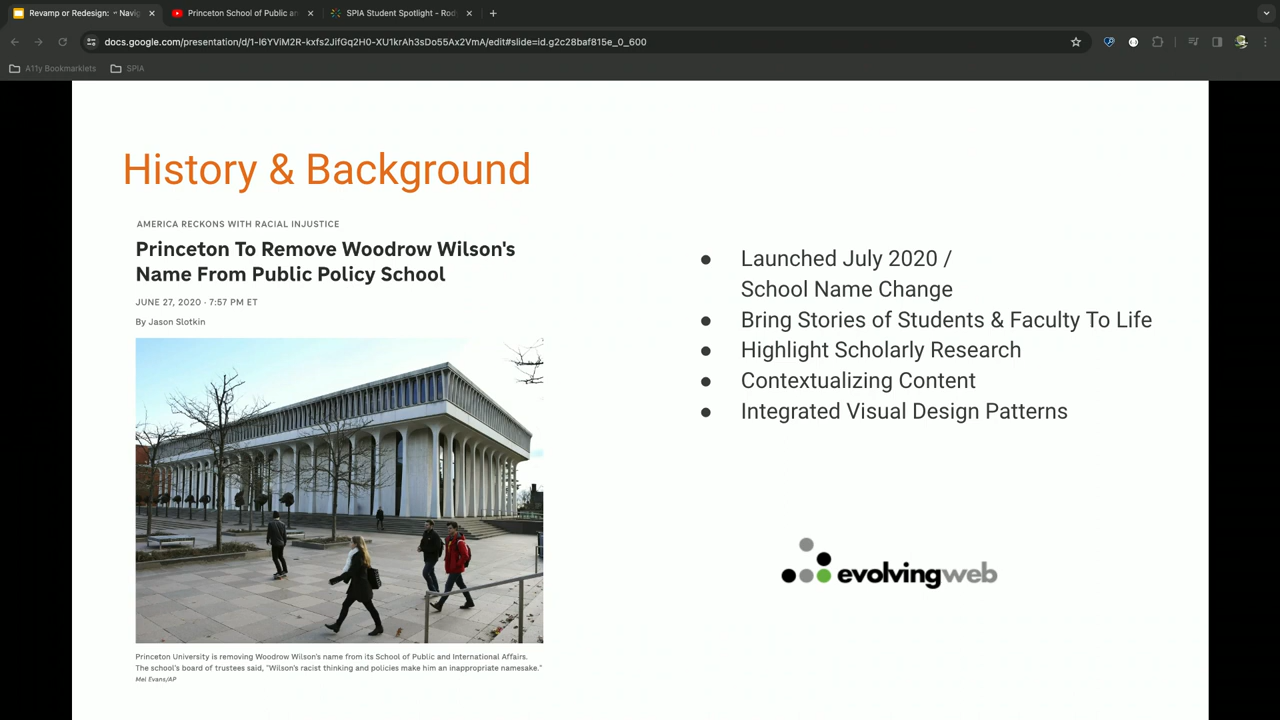 Revamp or Redesign: " Navig
Princeton School of Public an
SPIA Student Spotlight - Rod
docs.google.com/presentation/d/1-I6YViM2R-kxfs2JifGq2H0-XU1krAh3sDo55Ax2VmA/edit#slide=id.g2c28baf815e_0_600
A11y Bookmarklets
SPIA
History & Background
AMERICA RECKONS WITH RACIAL INJUSTICE
Princeton To Remove Woodrow Wilson's
Name From Public Policy School
JUNE 27, 2020 · 7:57 PM ET
By Jason Slotkin
Princeton University is removing Woodrow Wilson's name from its School of Public and International Affairs.
The school's board of trustees said, "Wilson's racist thinking and policies make him an inappropriate namesake."
Mel Evans/AP
● Launched July 2020 /
School Name Change
● Bring Stories of Students & Faculty To Life
● Highlight Scholarly Research
● Contextualizing Content
● Integrated Visual Design Patterns
evolvingweb